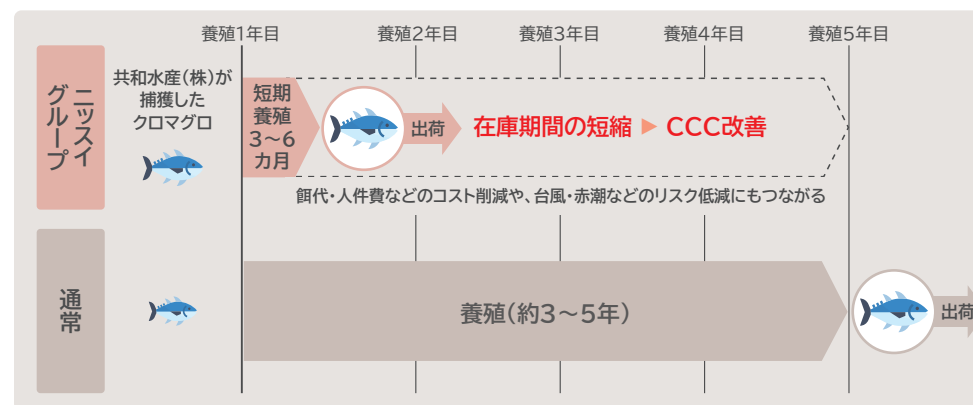 養殖1年目
養殖2年目
養殖3年目
養殖4年目
養殖5年目
ニッスイ
グループ
共和水産(株)が
捕獲した
クロマグロ
短期
養殖
3〜6
カ月
出荷
在庫期間の短縮 ▶ CCC改善
餌代・人件費などのコスト削減や、台風・赤潮などのリスク低減にもつながる
通常
養殖(約3〜5年)
出荷